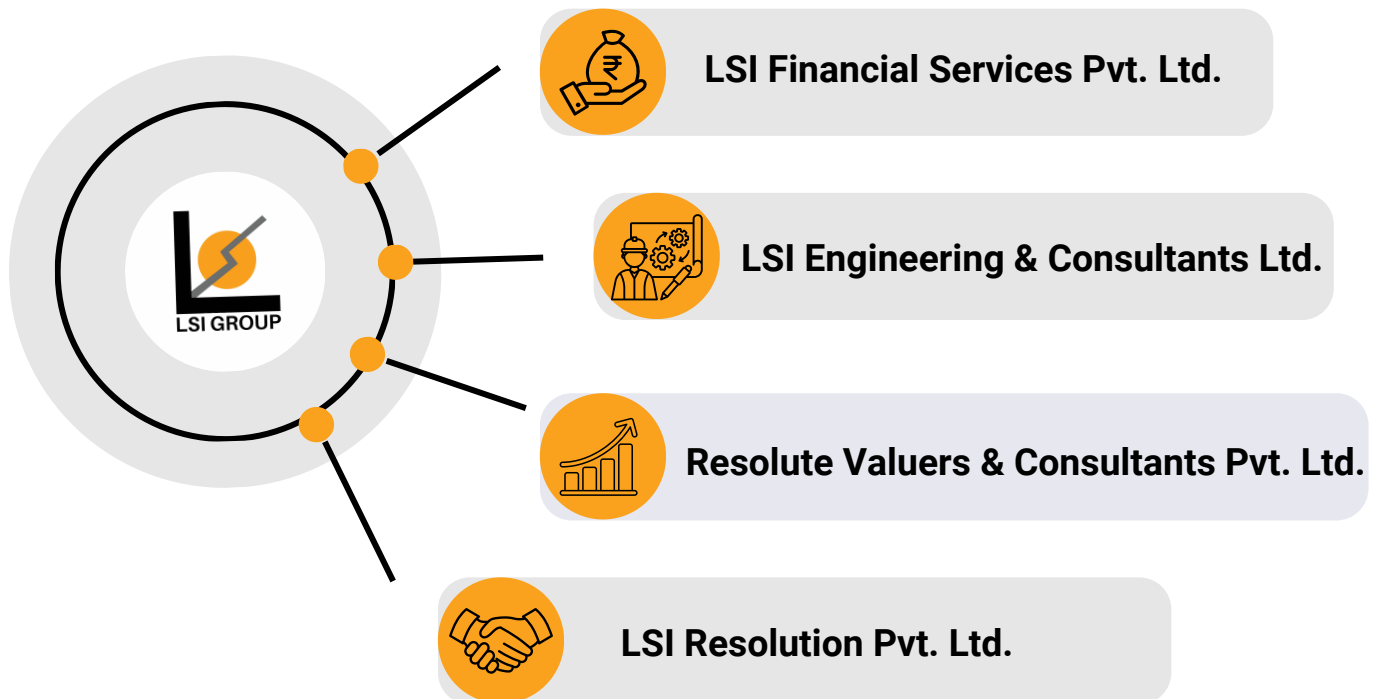 LSI Financial Services Pvt. Ltd.
LSI Engineering & Consultants Ltd.
LSI GROUP
Resolute Valuers & Consultants Pvt. Ltd.
LSI Resolution Pvt. Ltd.